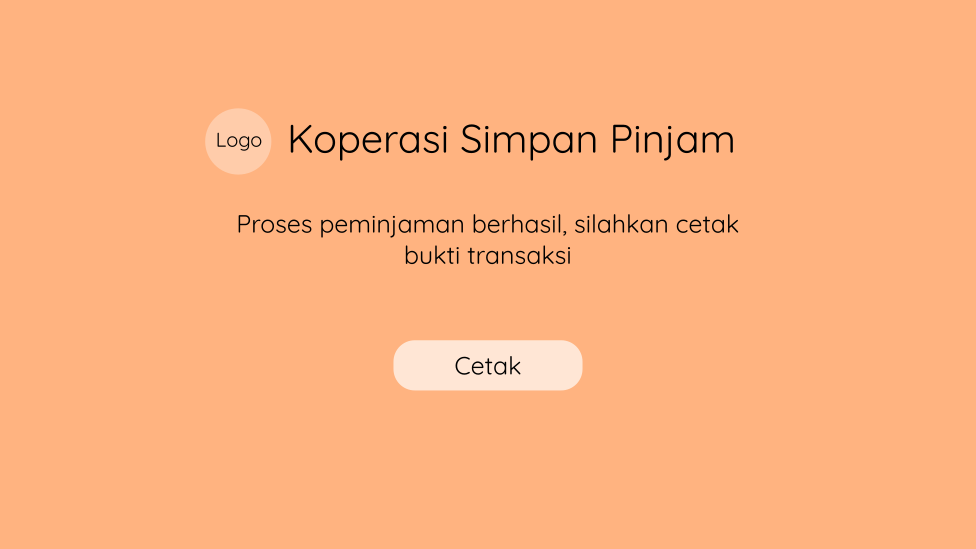 Logo
Koperasi Simpan Pinjam
Proses peminjaman berhasil, silahkan cetak
bukti transaksi
Cetak